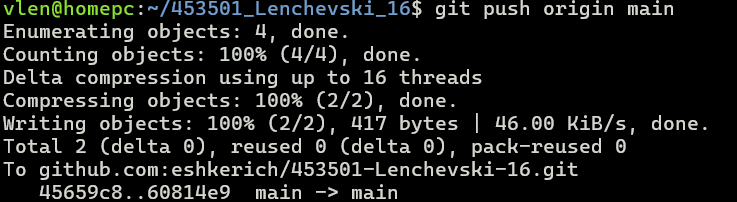 vlen@homepc:~/453501_Lenchevski_16$ git push origin main
Enumerating objects: 4, done.
Counting objects: 100% (4/4), done.
Delta compression using up to 16 threads
Compressing objects: 100% (2/2), done.
Writing objects: 100% (2/2), 417 bytes | 46.00 KiB/s, done.
Total 2 (delta 0), reused 0 (delta 0), pack-reused 0
To github.com:eshkerich/453501-Lenchevski-16.git
   45659c8..60814e9  main -> main